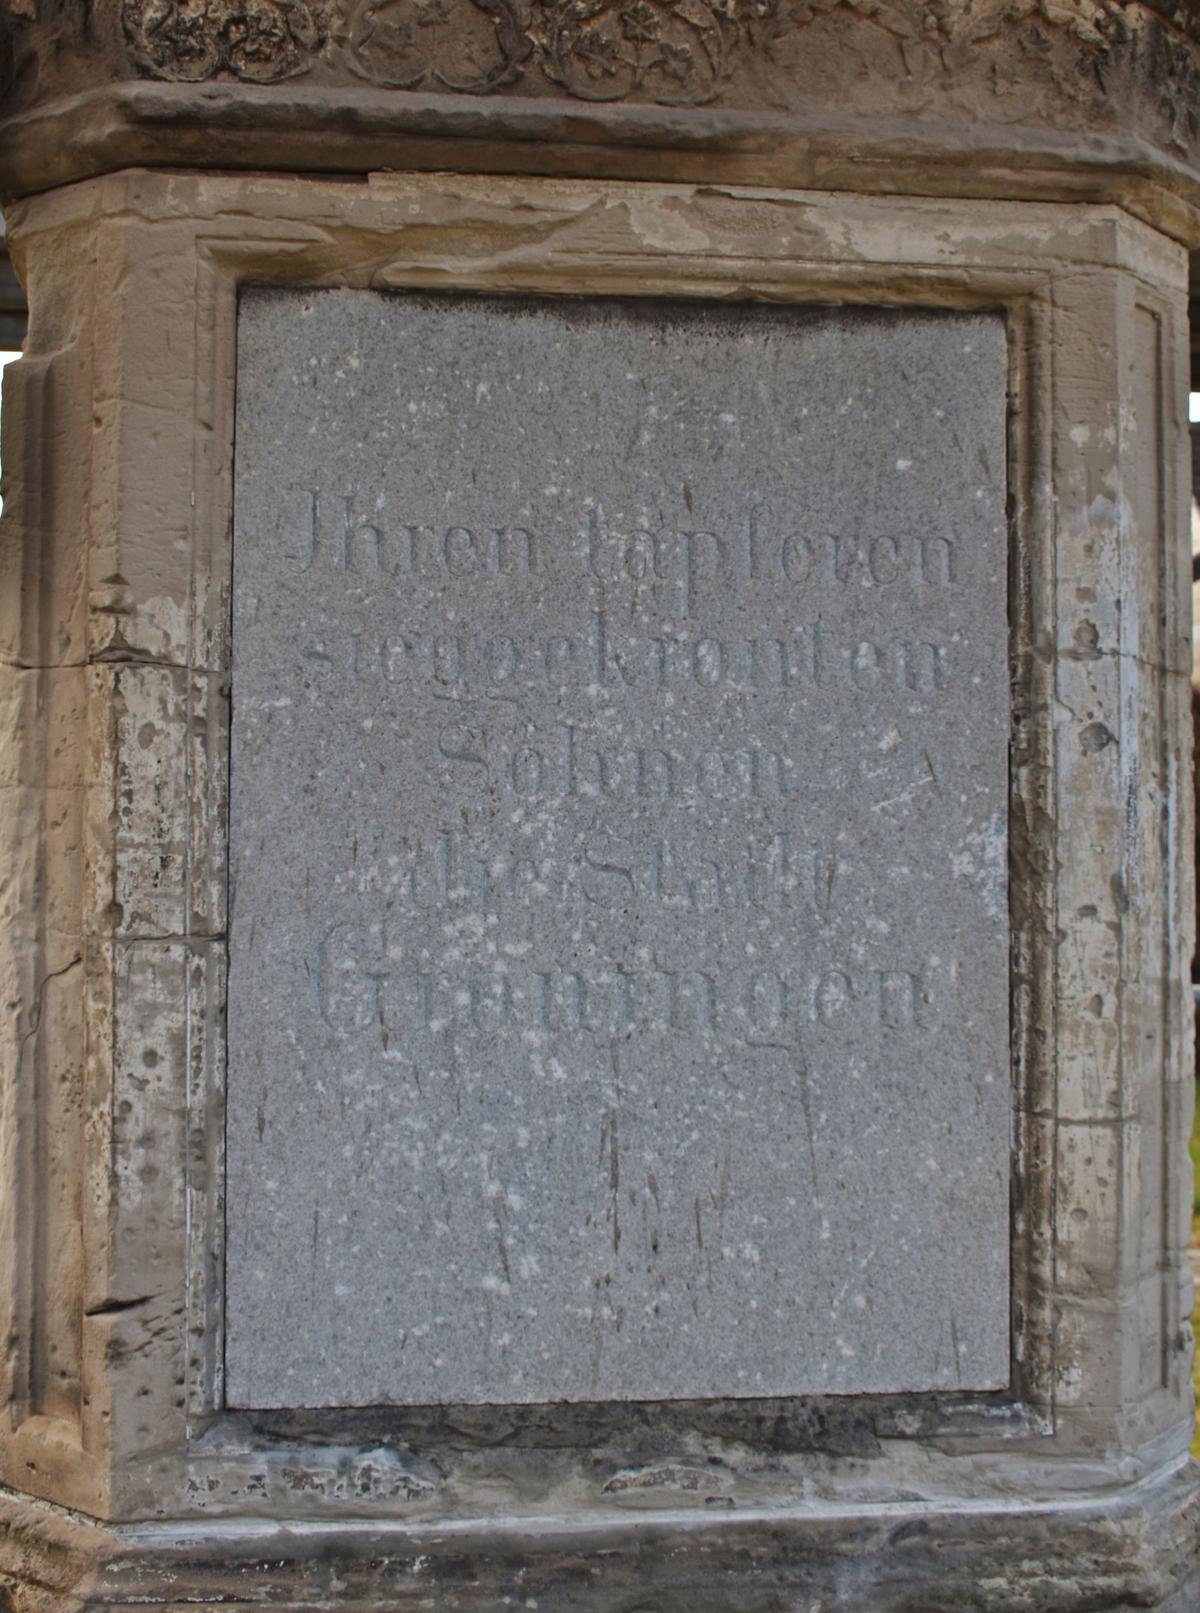 Ihren tapferen
sieggekrönten
Söhnen
die Stadt
Gröningen